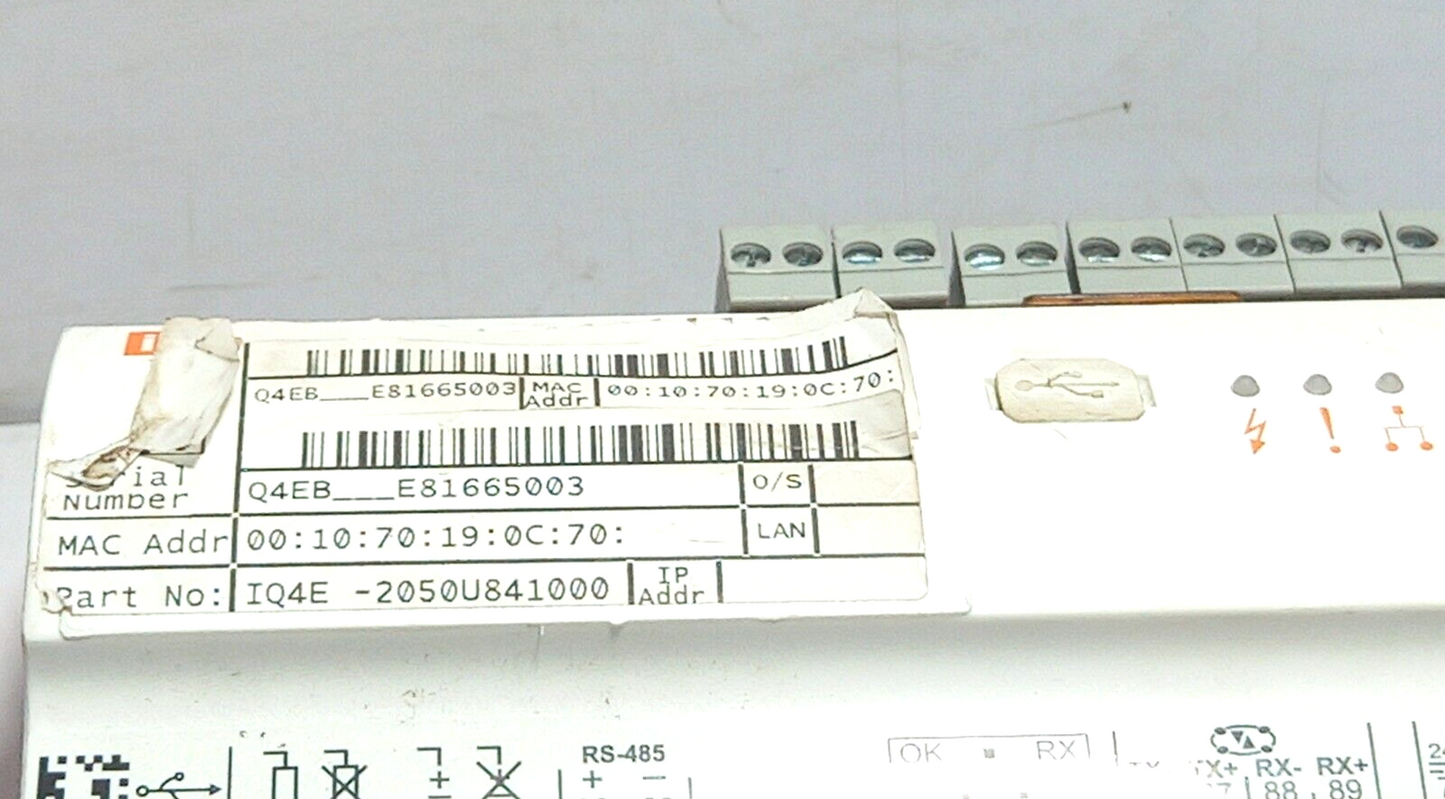 Q4EB___E81665003 MAC Addr 00:10:70:19:0C:70:
Serial Number Q4EB___E81665003 O/S
MAC Addr 00:10:70:19:0C:70: LAN
Part No: IQ4E -2050U841000 IP Addr
RS-485
+ −
OK RX
TX+ RX- RX+
88 89
24